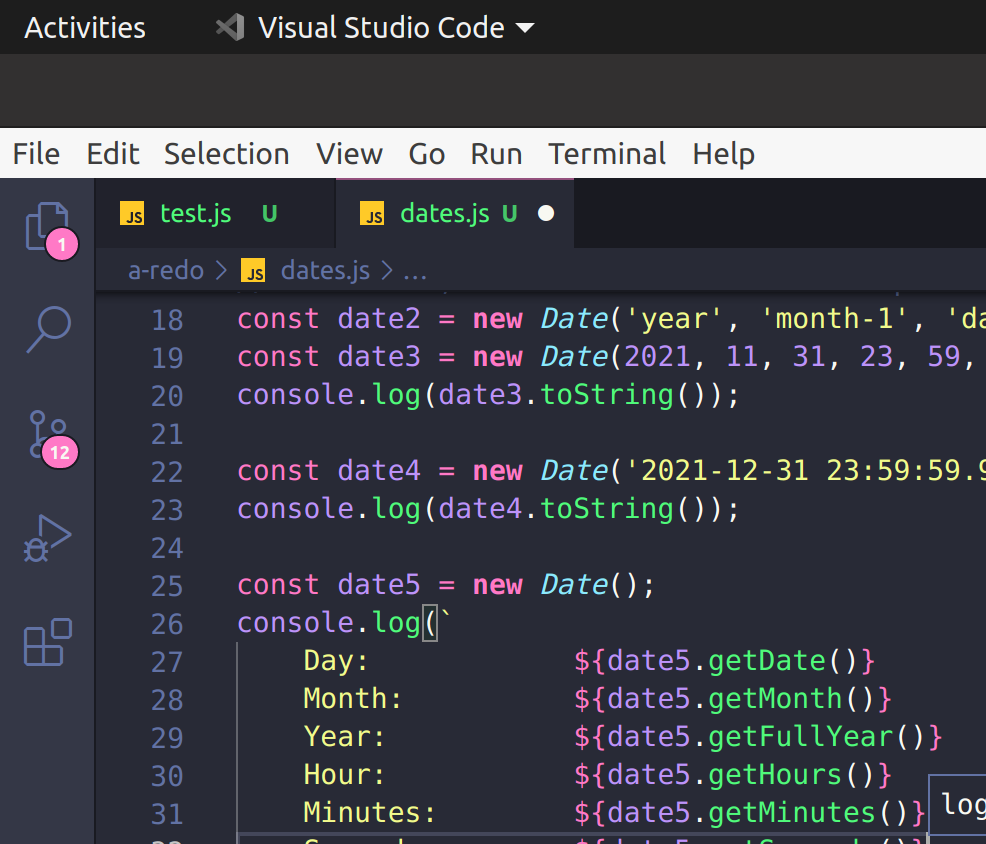 Activities Visual Studio Code
File Edit Selection View Go Run Terminal Help
JS test.js U JS dates.js U
1
a-redo > JS dates.js > ...
18 const date2 = new Date('year', 'month-1', 'da
19 const date3 = new Date(2021, 11, 31, 23, 59,
20 console.log(date3.toString());
21
22 const date4 = new Date('2021-12-31 23:59:59.9
12
23 console.log(date4.toString());
24
25 const date5 = new Date();
26 console.log(`
27 Day: ${date5.getDate()}
28 Month: ${date5.getMonth()}
29 Year: ${date5.getFullYear()}
30 Hour: ${date5.getHours()}
31 Minutes: ${date5.getMinutes()}
log